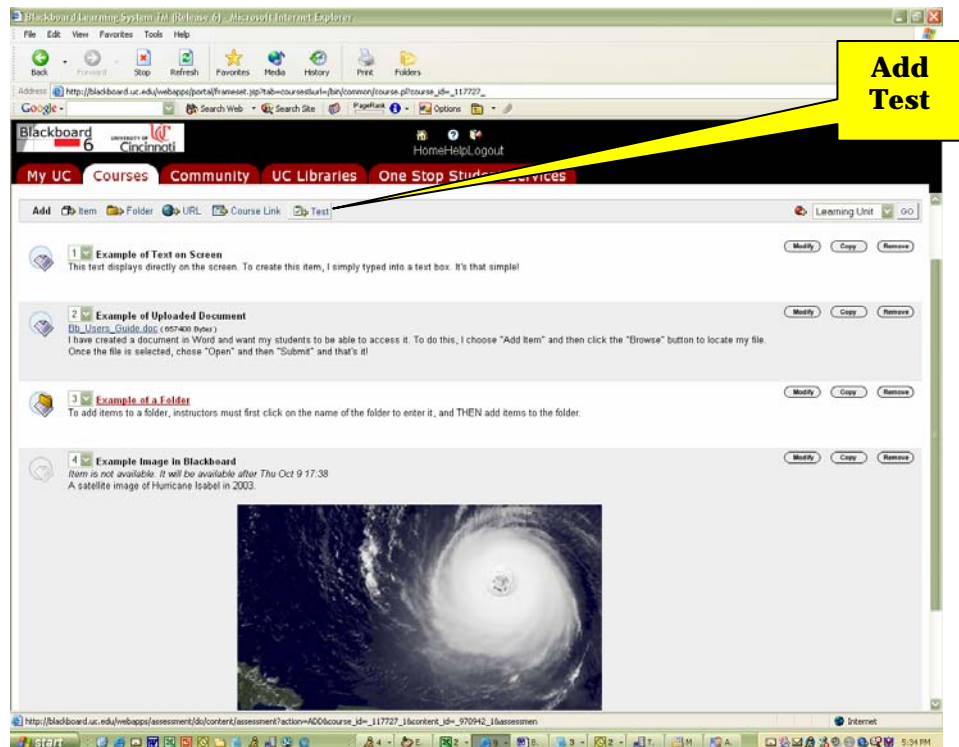 Blackboard Learning System TM (Release 6) - Microsoft Internet Explorer
File Edit View Favorites Tools Help
Back Forward Stop Refresh Favorites Media History Print Folders
Add
Test
Address http://blackboard.uc.edu/webapps/portal/frameset.jsp?tab=courses&url=/bin/common/course.pl?course_id=_117727_
Google Search Web Search Site PageRank Options
Blackboard
6
UNIVERSITY OF
Cincinnati
HomeHelpLogout
My UC Courses Community UC Libraries One Stop Student Services
Add Item Folder URL Course Link Test Learning Unit GO
1 Example of Text on Screen Modify Copy Remove
This text displays directly on the screen. To create this item, I simply typed into a text box. It's that simple!
2 Example of Uploaded Document Modify Copy Remove
Bb_Users_Guide.doc (657408 Bytes)
I have created a document in Word and want my students to be able to access it. To do this, I choose "Add Item" and then click the "Browse" button to locate my file.
Once the file is selected, chose "Open" and then "Submit" and that's it!
3 Example of a Folder Modify Copy Remove
To add items to a folder, instructors must first click on the name of the folder to enter it, and THEN add items to the folder.
4 Example Image in Blackboard Modify Copy Remove
Item is not available. It will be available after Thu Oct 9 17:38
A satellite image of Hurricane Isabel in 2003.
http://blackboard.uc.edu/webapps/assessment/do/content/assessment?action=ADD&course_id=_117727_1&content_id=_970942_1&assessmen Internet
start 5:34 PM